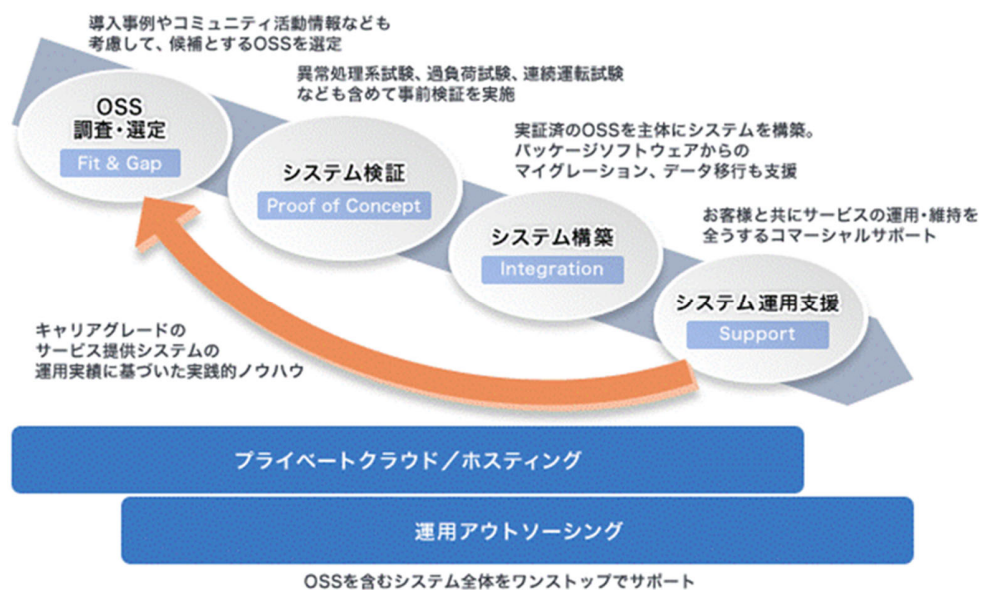 導入事例やコミュニティ活動情報なども
考慮して、候補とするOSSを選定
OSS
調査・選定
Fit & Gap
異常処理系試験、過負荷試験、連続運転試験
なども含めて事前検証を実施
システム検証
Proof of Concept
実証済のOSSを主体にシステムを構築。
パッケージソフトウェアからの
マイグレーション、データ移行も支援
システム構築
Integration
お客様と共にサービスの運用・維持を
全うするコマーシャルサポート
システム運用支援
Support
キャリアグレードの
サービス提供システムの
運用実績に基づいた実践的ノウハウ
プライベートクラウド／ホスティング
運用アウトソーシング
OSSを含むシステム全体をワンストップでサポート